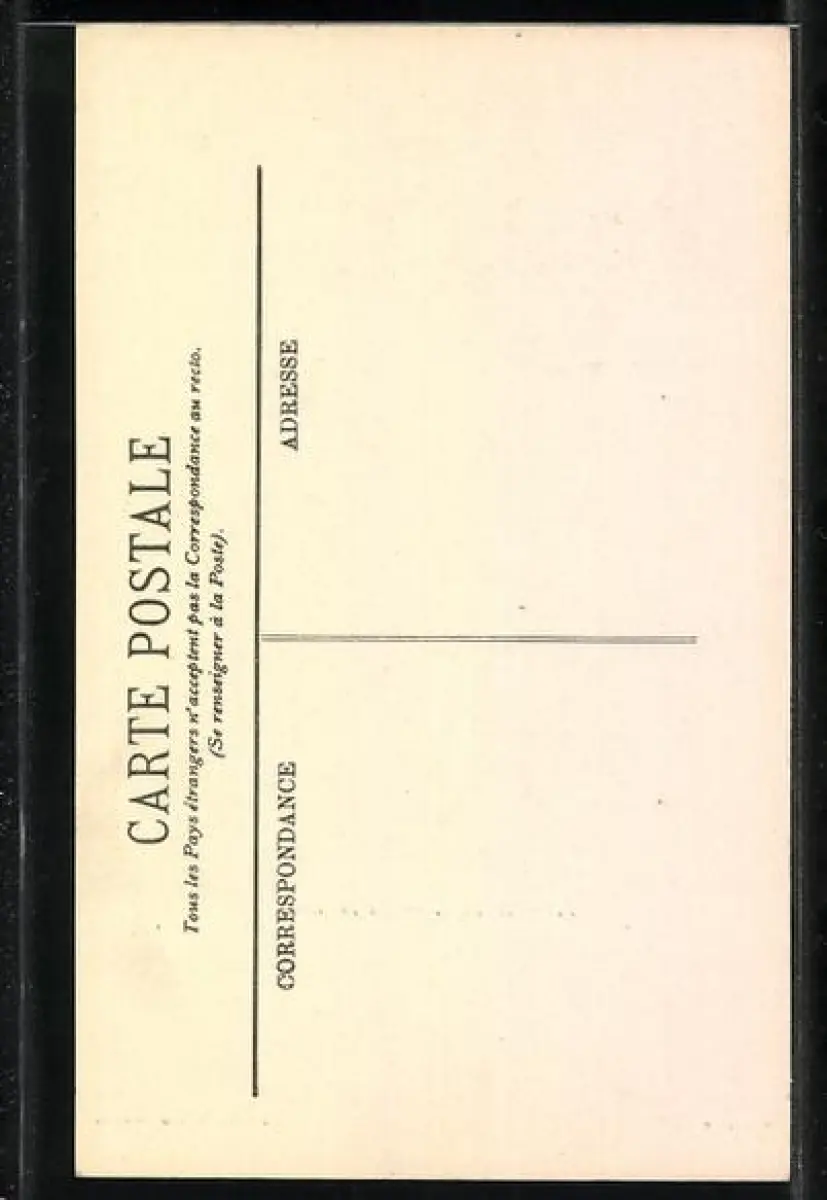 CARTE POSTALE
Tous les Pays étrangers n'acceptent pas la Correspondance au recto.
(Se renseigner à la Poste).
CORRESPONDANCE
ADRESSE